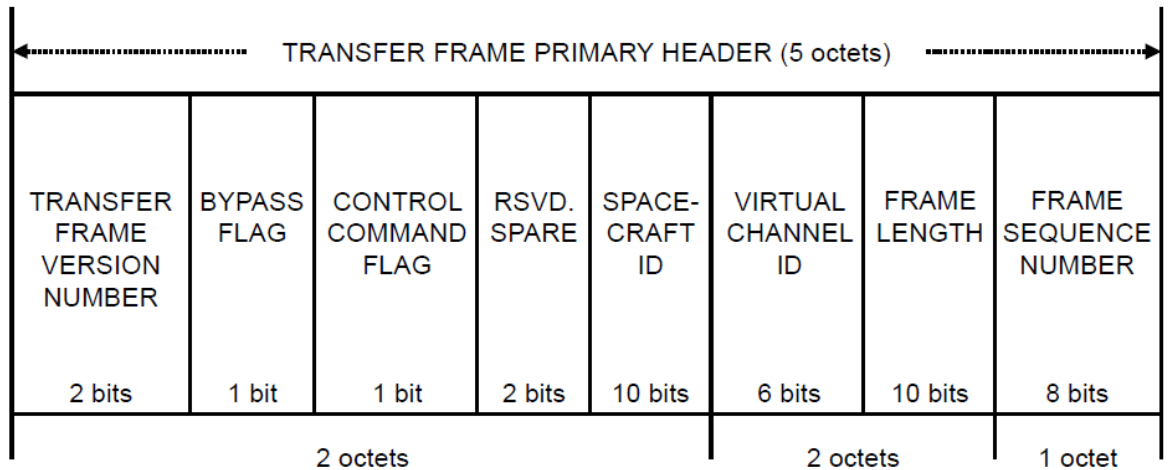 TRANSFER FRAME PRIMARY HEADER (5 octets)
TRANSFER
FRAME
VERSION
NUMBER
2 bits
BYPASS
FLAG
1 bit
CONTROL
COMMAND
FLAG
1 bit
RSVD.
SPARE
2 bits
SPACE-
CRAFT
ID
10 bits
VIRTUAL
CHANNEL
ID
6 bits
FRAME
LENGTH
10 bits
FRAME
SEQUENCE
NUMBER
8 bits
2 octets
2 octets
1 octet